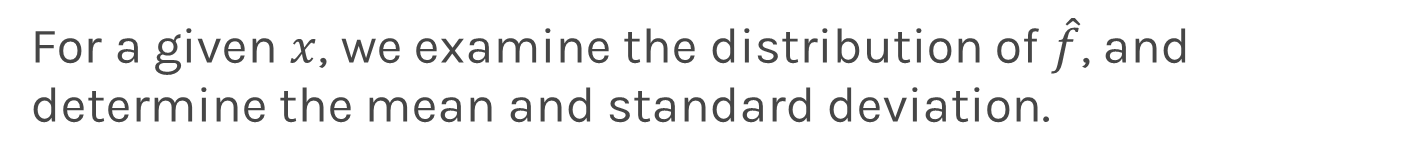 For a given x, we examine the distribution of f̂, and
determine the mean and standard deviation.